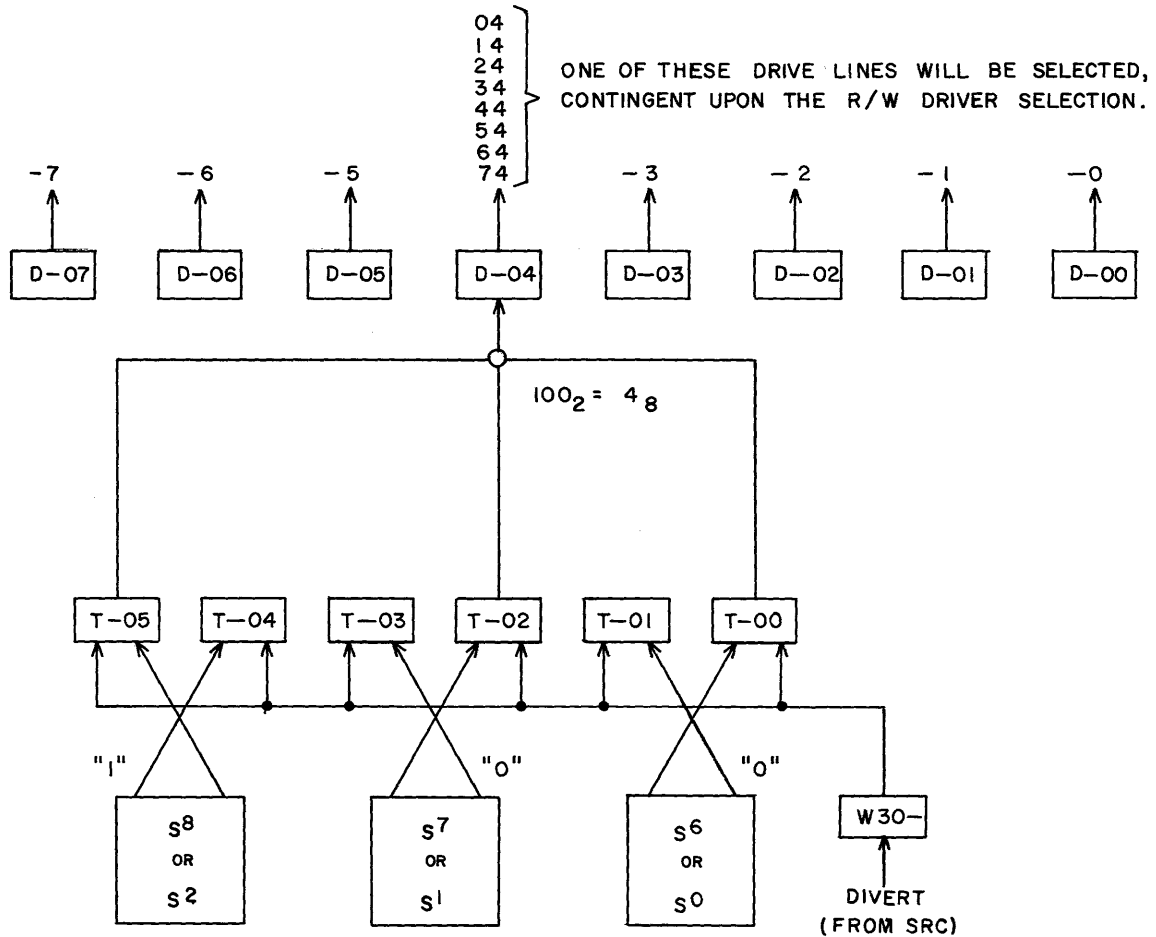 04
14
24
34
44
54
64
74
ONE OF THESE DRIVE LINES WILL BE SELECTED,
CONTINGENT UPON THE R/W DRIVER SELECTION.
-7 -6 -5 -3 -2 -1 -0
D-07 D-06 D-05 D-04 D-03 D-02 D-01 D-00
100₂ = 4₈
T-05 T-04 T-03 T-02 T-01 T-00
"1" "0" "0"
S⁸ OR S²
S⁷ OR S¹
S⁶ OR S⁰
W30-
DIVERT
(FROM SRC)